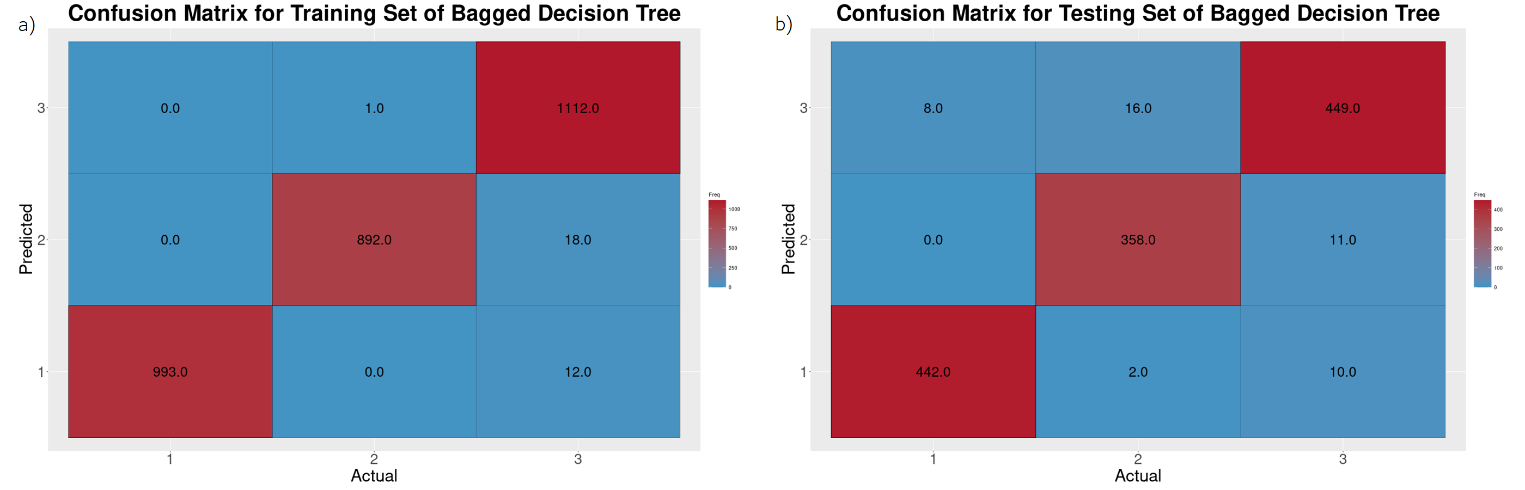 a)
Confusion Matrix for Training Set of Bagged Decision Tree
Predicted
3
0.0 1.0 1112.0
2
0.0 892.0 18.0
1
993.0 0.0 12.0
1 2 3
Actual
Freq
1000
750
500
250
0
b)
Confusion Matrix for Testing Set of Bagged Decision Tree
Predicted
3
8.0 16.0 449.0
2
0.0 358.0 11.0
1
442.0 2.0 10.0
1 2 3
Actual
Freq
400
300
200
100
0